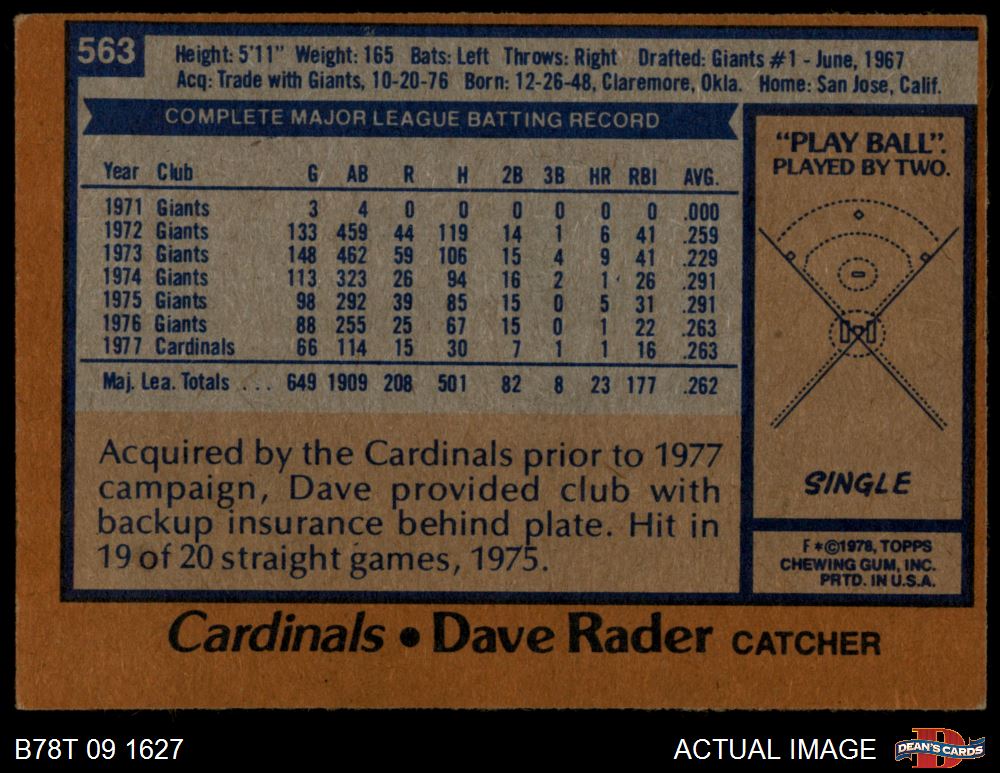 563
Height: 5'11" Weight: 165 Bats: Left Throws: Right Drafted: Giants #1 - June, 1967
Acq: Trade with Giants, 10-20-76 Born: 12-26-48, Claremore, Okla. Home: San Jose, Calif.
COMPLETE MAJOR LEAGUE BATTING RECORD
Year Club G AB R H 2B 3B HR RBI AVG.
1971 Giants 3 4 0 0 0 0 0 0 .000
1972 Giants 133 459 44 119 14 1 6 41 .259
1973 Giants 148 462 59 106 15 4 9 41 .229
1974 Giants 113 323 26 94 16 2 1 26 .291
1975 Giants 98 292 39 85 15 0 5 31 .291
1976 Giants 88 255 25 67 15 0 1 22 .263
1977 Cardinals 66 114 15 30 7 1 1 16 .263
Maj. Lea. Totals ... 649 1909 208 501 82 8 23 177 .262
Acquired by the Cardinals prior to 1977
campaign, Dave provided club with
backup insurance behind plate. Hit in
19 of 20 straight games, 1975.
"PLAY BALL".
PLAYED BY TWO.
SINGLE
F*©1978, TOPPS
CHEWING GUM, INC.
PRTD. IN U.S.A.
Cardinals • Dave Rader CATCHER
B78T 09 1627
ACTUAL IMAGE
D
DEAN'S CARDS